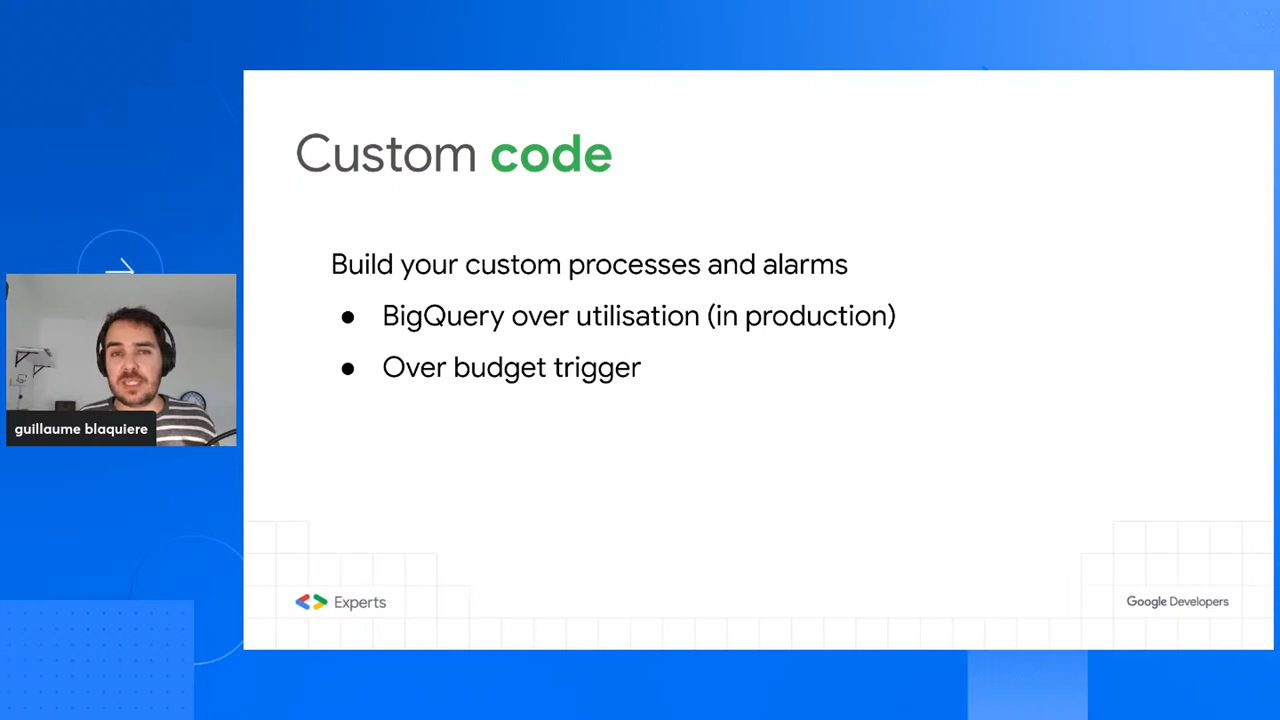 Custom code
Build your custom processes and alarms
● BigQuery over utilisation (in production)
● Over budget trigger
guillaume blaquiere
Experts
Google Developers